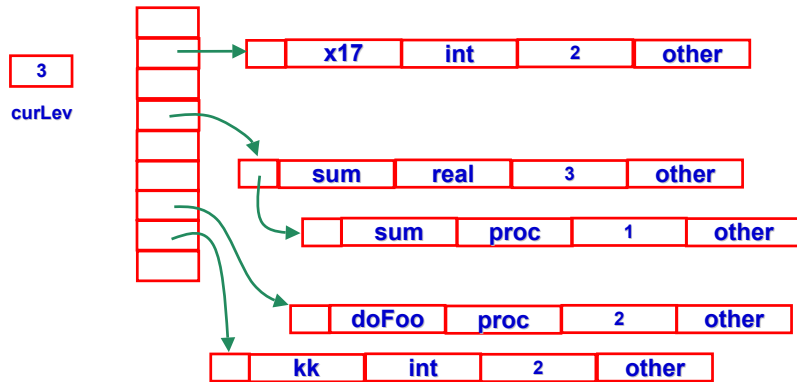 x17 int 2 other
3
curLev
sum real 3 other
sum proc 1 other
doFoo proc 2 other
kk int 2 other